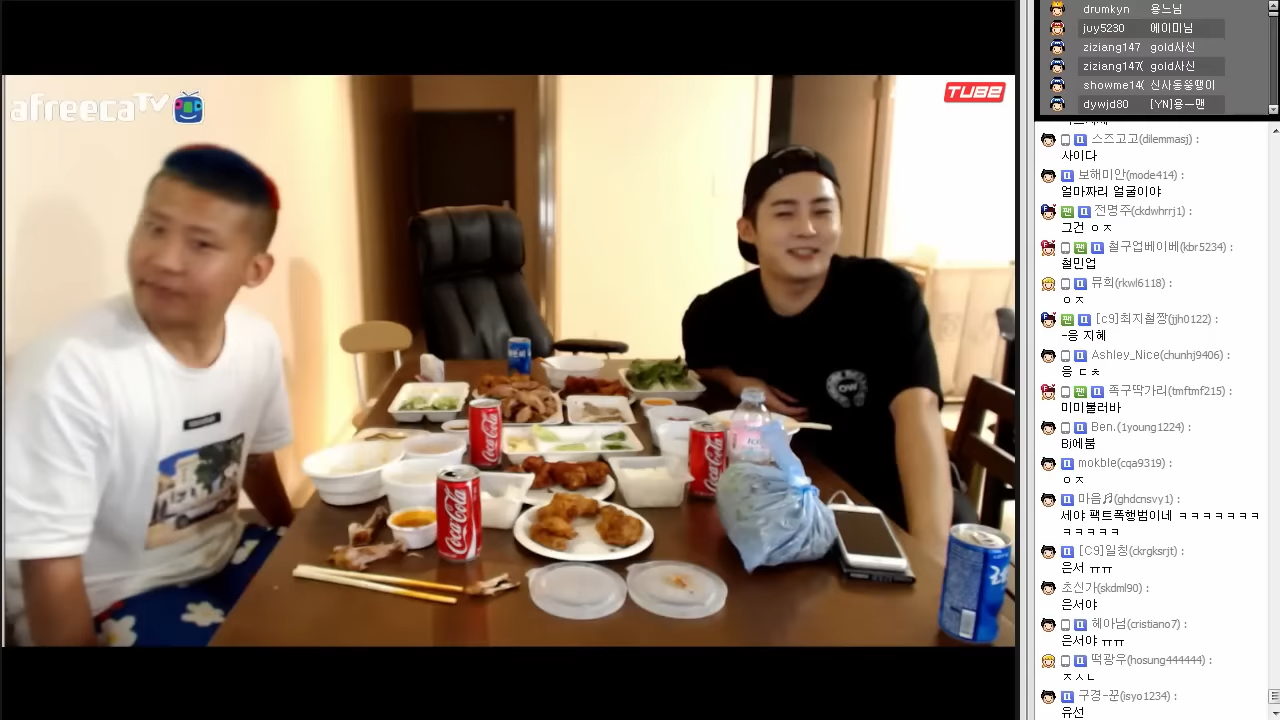 afreecaTV
TUBE
Coca-Cola
Coca-Cola
Coca-Cola
drumkyn 용느님
juy5230 에이미님
ziziang147 gold사신
ziziang147( gold사신
showme14( 신사동뚱땡이
dywjd80 [YN]용ㅡ맨
스즈고고(dilemmasj) :
사이다
보해미안(mode414) :
얼마짜리 얼굴이야
팬 전명주(ckdwhrrj1) :
그건 ㅇㅈ
팬 철구업베이베(kbr5234) :
철민업
뮤희(rkwl6118) :
ㅇㅈ
팬 [c9]최지철짱(jjh0122) :
-응 지혜
Ashley_Nice(chunhj9406) :
응 ㄷㅊ
팬 족구딱가리(tmftmf215) :
미미불러바
Ben.(1young1224) :
Bj에불
mokble(cqa9319) :
ㅇㅈ
마음♬(ghdcnsvy1) :
세야 팩트폭행범이네 ㅋㅋㅋㅋㅋㅋㅋ
ㅋㅋㅋㅋㅋ
[C9]일청(ckrgksrjt) :
은서 ㅠㅠ
초신가(skdml90) :
은서야
헤아님(cristiano7) :
은서야 ㅠㅠ
떡광우(hosung444444) :
ㅈㅅㄴ
구경-꾼(isyo1234) :
유선